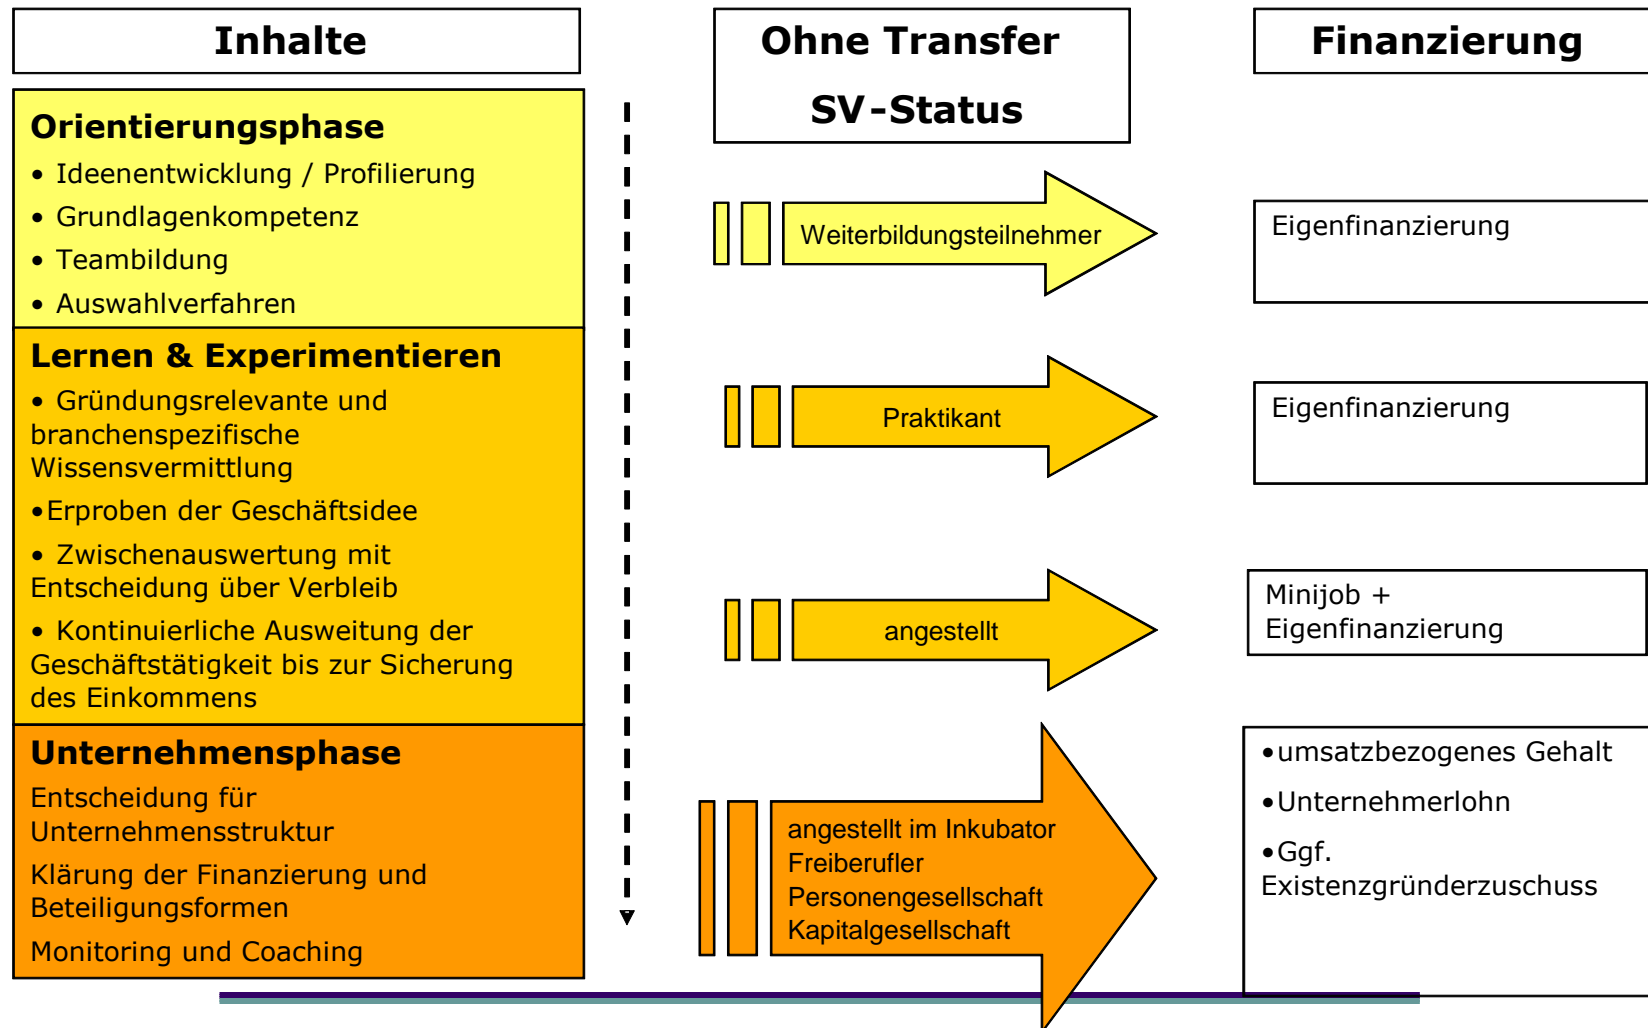 Inhalte
Ohne Transfer
SV-Status
Finanzierung
Orientierungsphase
• Ideenentwicklung / Profilierung
• Grundlagenkompetenz
• Teambildung
• Auswahlverfahren
Weiterbildungsteilnehmer
Eigenfinanzierung
Lernen & Experimentieren
• Gründungsrelevante und
branchenspezifische
Wissensvermittlung
•Erproben der Geschäftsidee
• Zwischenauswertung mit
Entscheidung über Verbleib
• Kontinuierliche Ausweitung der
Geschäftstätigkeit bis zur Sicherung
des Einkommens
Praktikant
Eigenfinanzierung
angestellt
Minijob +
Eigenfinanzierung
Unternehmensphase
Entscheidung für
Unternehmensstruktur
Klärung der Finanzierung und
Beteiligungsformen
Monitoring und Coaching
angestellt im Inkubator
Freiberufler
Personengesellschaft
Kapitalgesellschaft
•umsatzbezogenes Gehalt
•Unternehmerlohn
•Ggf.
Existenzgründerzuschuss